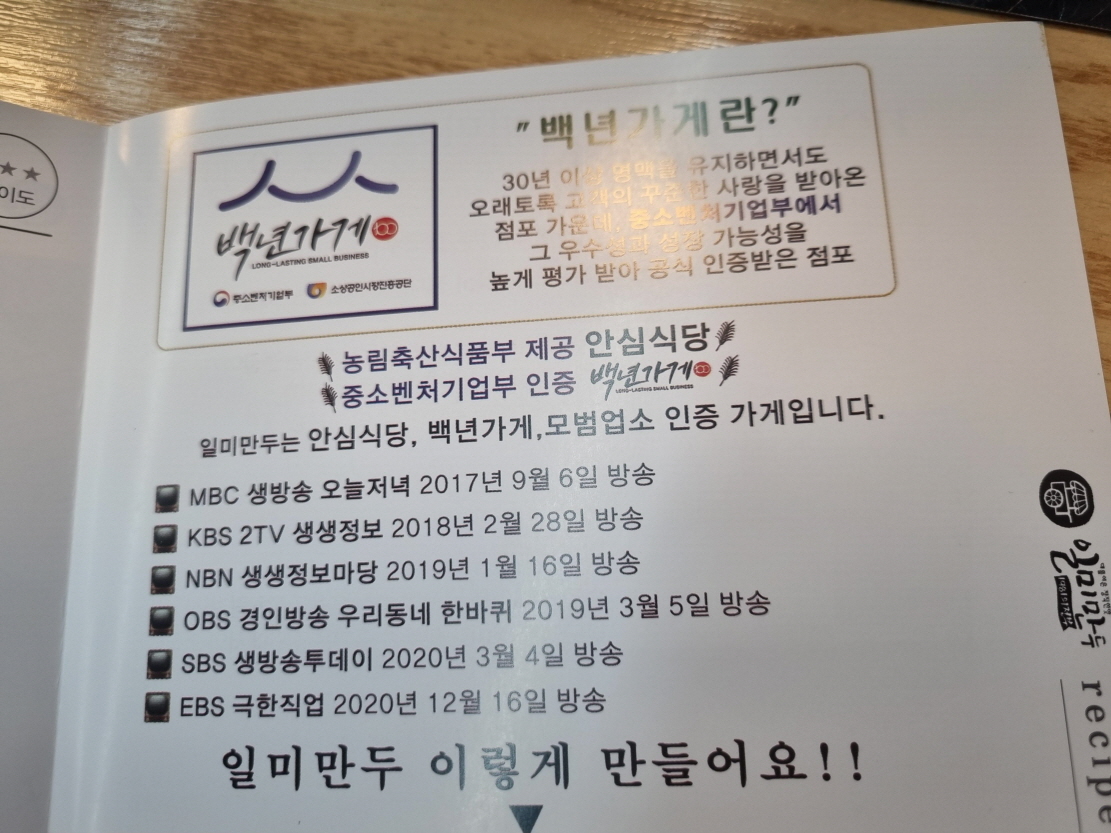 ★★
이도
백년가게
LONG-LASTING SMALL BUSINESS
중소벤처기업부 소상공인시장진흥공단
"백년가게란?"
30년 이상 명맥을 유지하면서도
오래토록 고객의 꾸준한 사랑을 받아온
점포 가운데, 중소벤처기업부에서
그 우수성과 성장 가능성을
높게 평가 받아 공식 인증받은 점포
농림축산식품부 제공 안심식당
중소벤처기업부 인증 백년가게
LONG-LASTING SMALL BUSINESS
일미만두는 안심식당, 백년가게,모범업소 인증 가게입니다.
MBC 생방송 오늘저녁 2017년 9월 6일 방송
KBS 2TV 생생정보 2018년 2월 28일 방송
NBN 생생정보마당 2019년 1월 16일 방송
OBS 경인방송 우리동네 한바퀴 2019년 3월 5일 방송
SBS 생방송투데이 2020년 3월 4일 방송
EBS 극한직업 2020년 12월 16일 방송
일미만두 이렇게 만들어요!!
일미만두
recipe